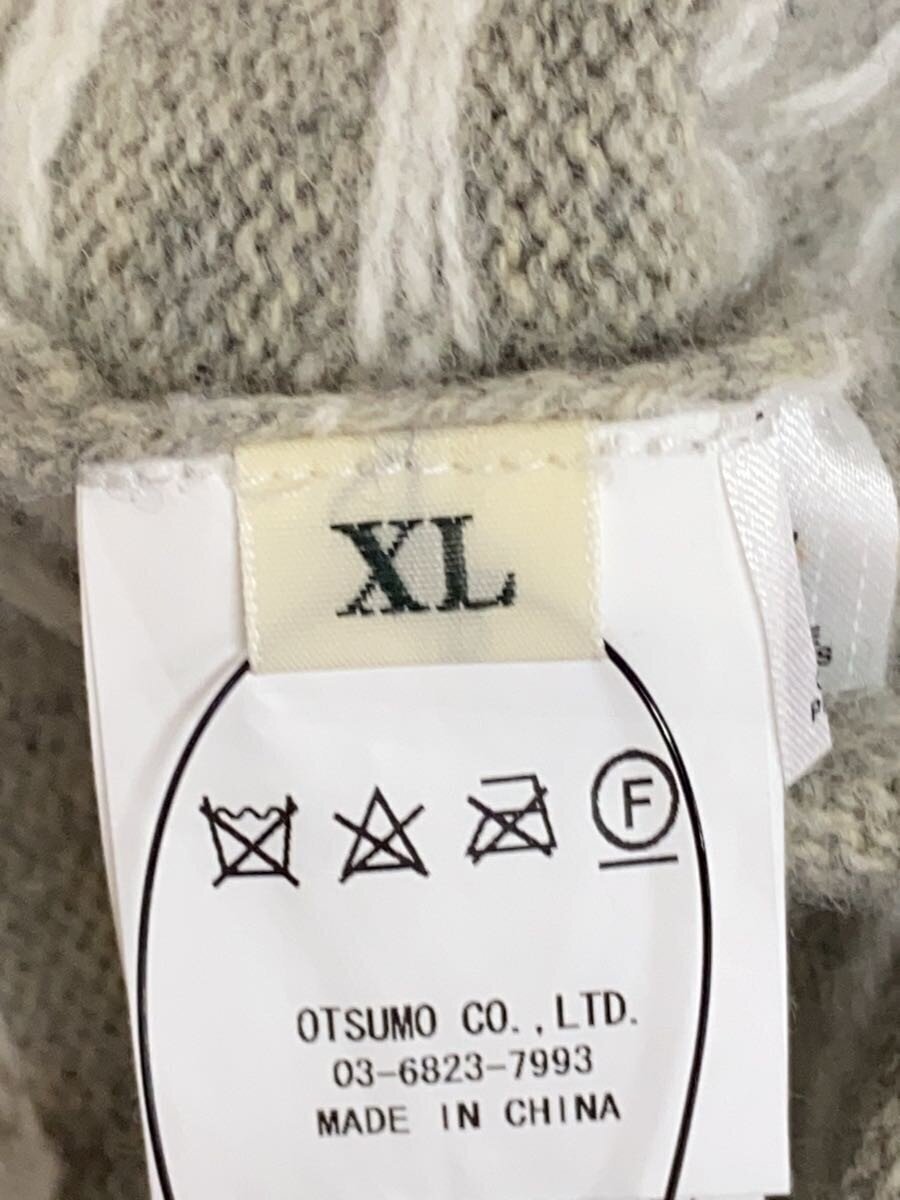 XL
F
OTSUMO CO.,LTD.
03-6823-7993
MADE IN CHINA